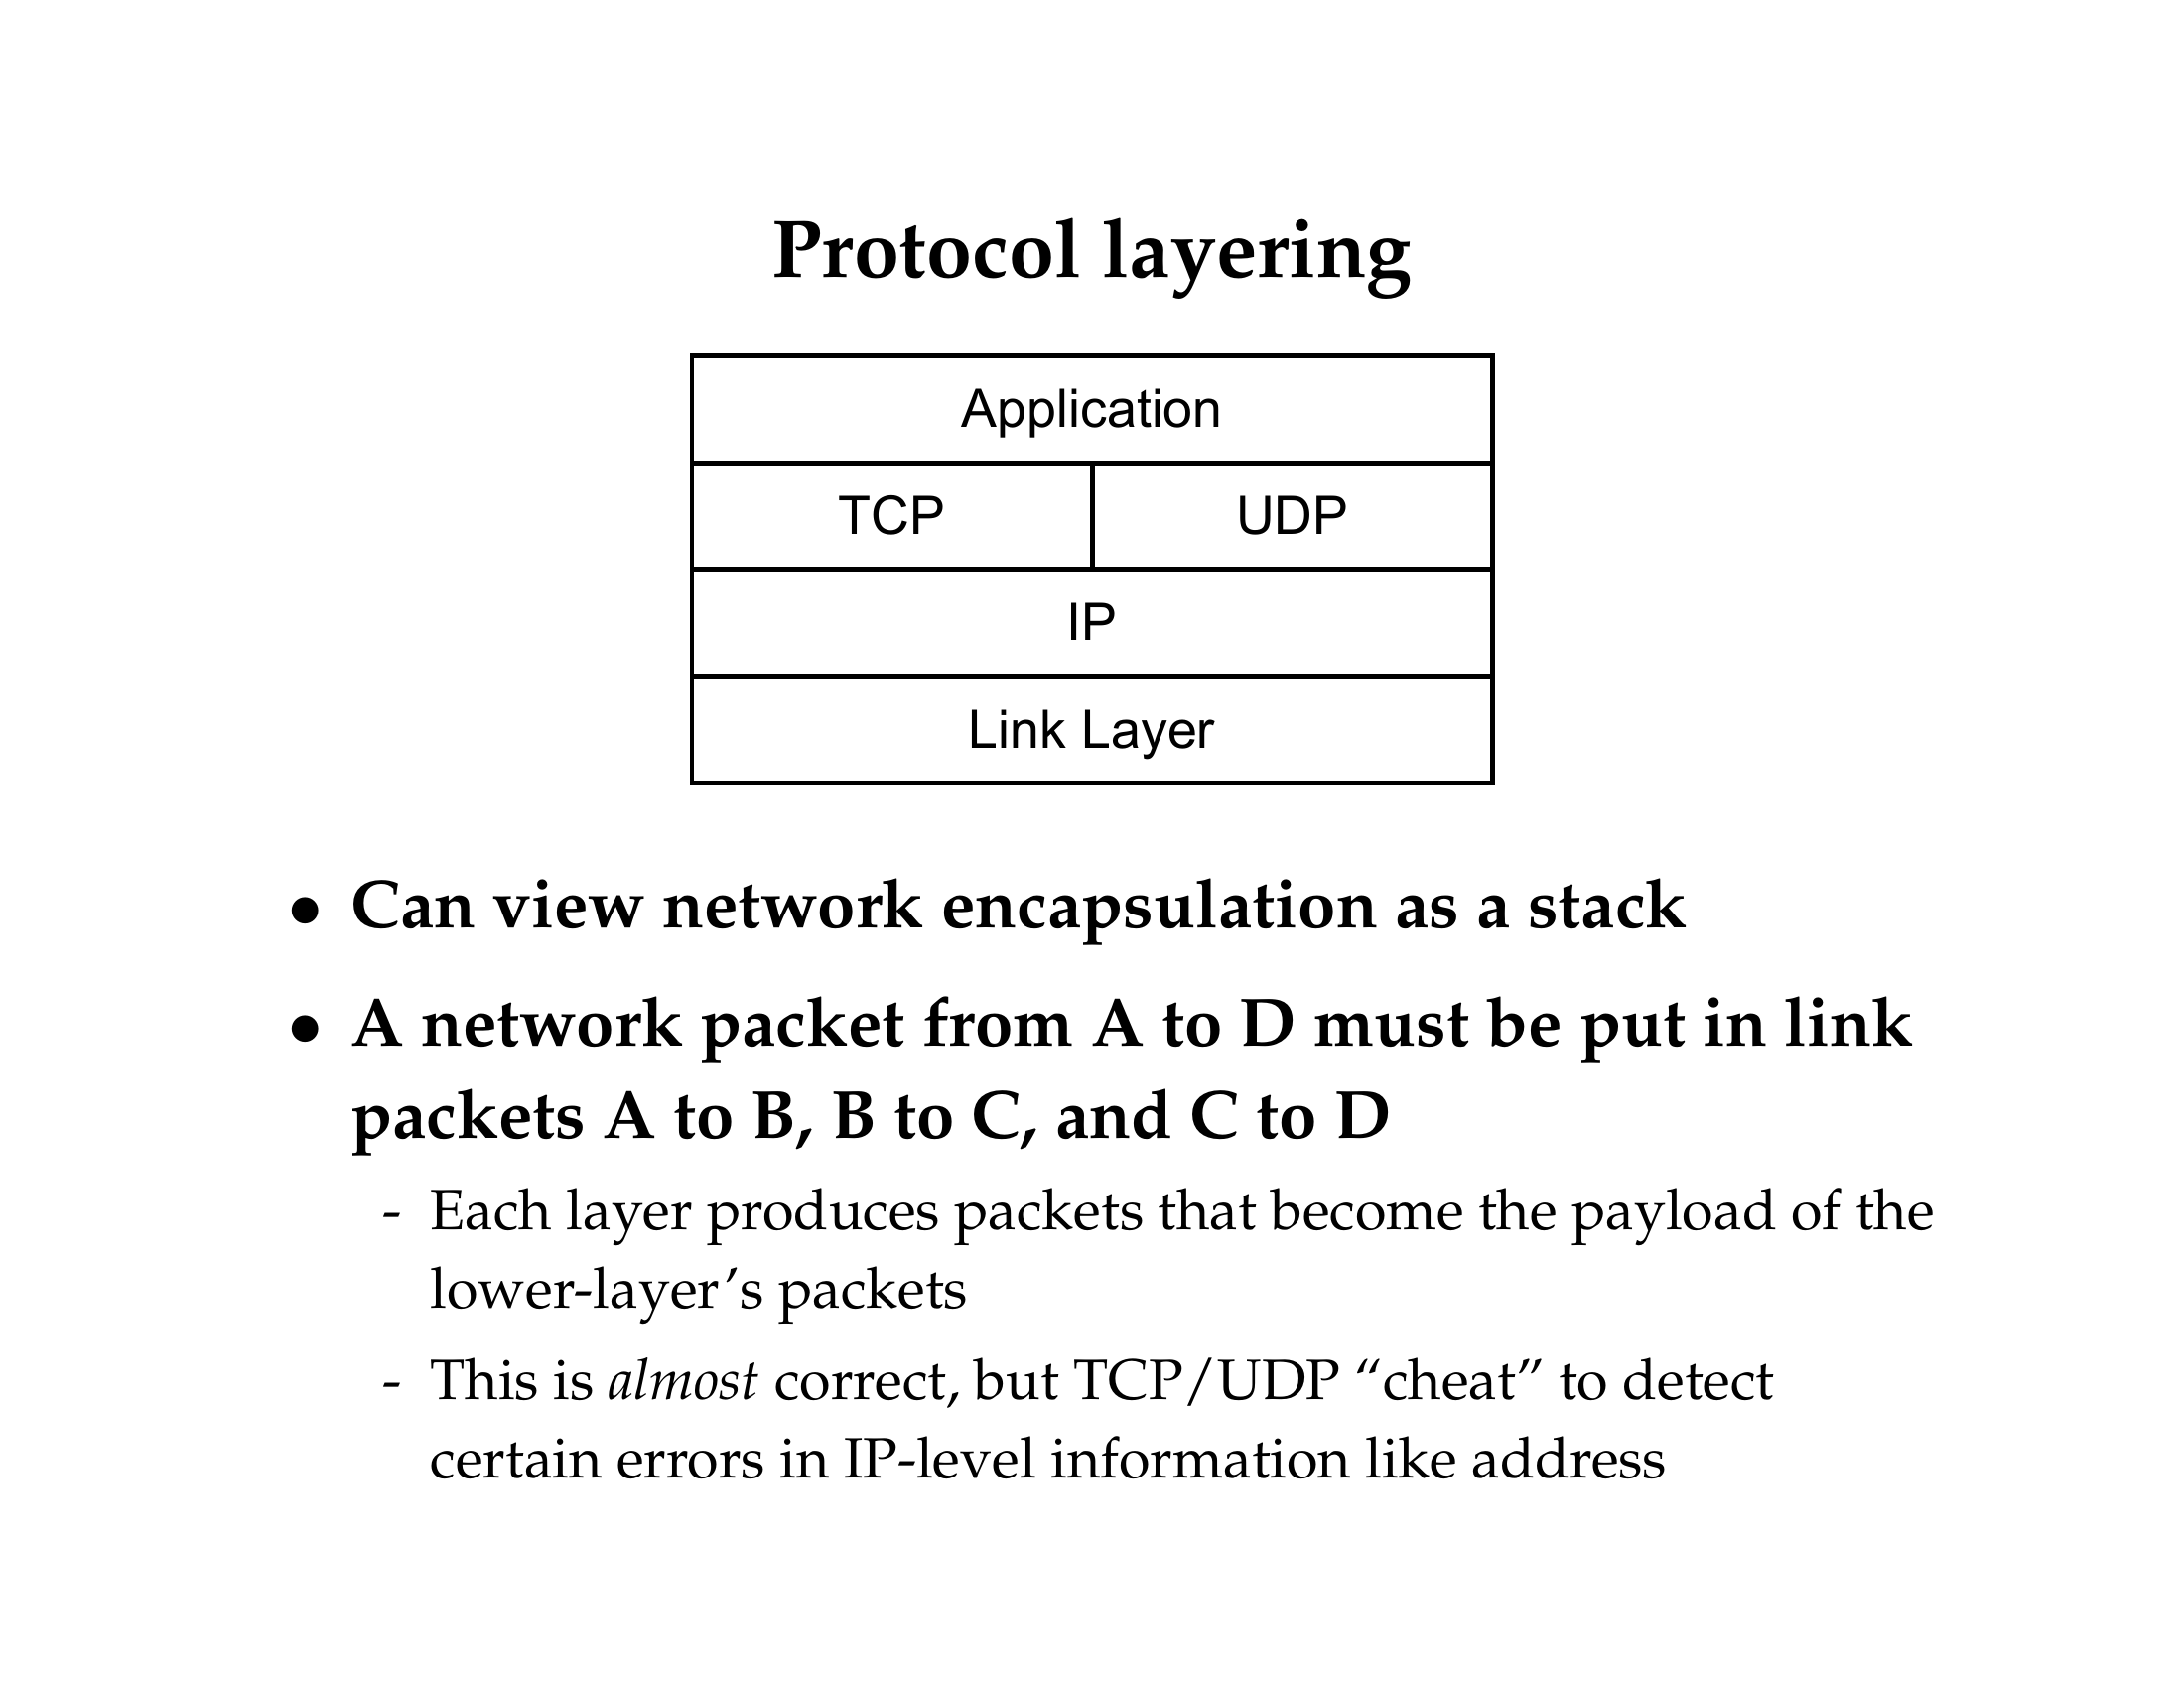 Protocol layering
Application
TCP UDP
IP
Link Layer
• Can view network encapsulation as a stack
• A network packet from A to D must be put in link
packets A to B, B to C, and C to D
- Each layer produces packets that become the payload of the
lower-layer’s packets
- This is almost correct, but TCP/UDP “cheat” to detect
certain errors in IP-level information like address